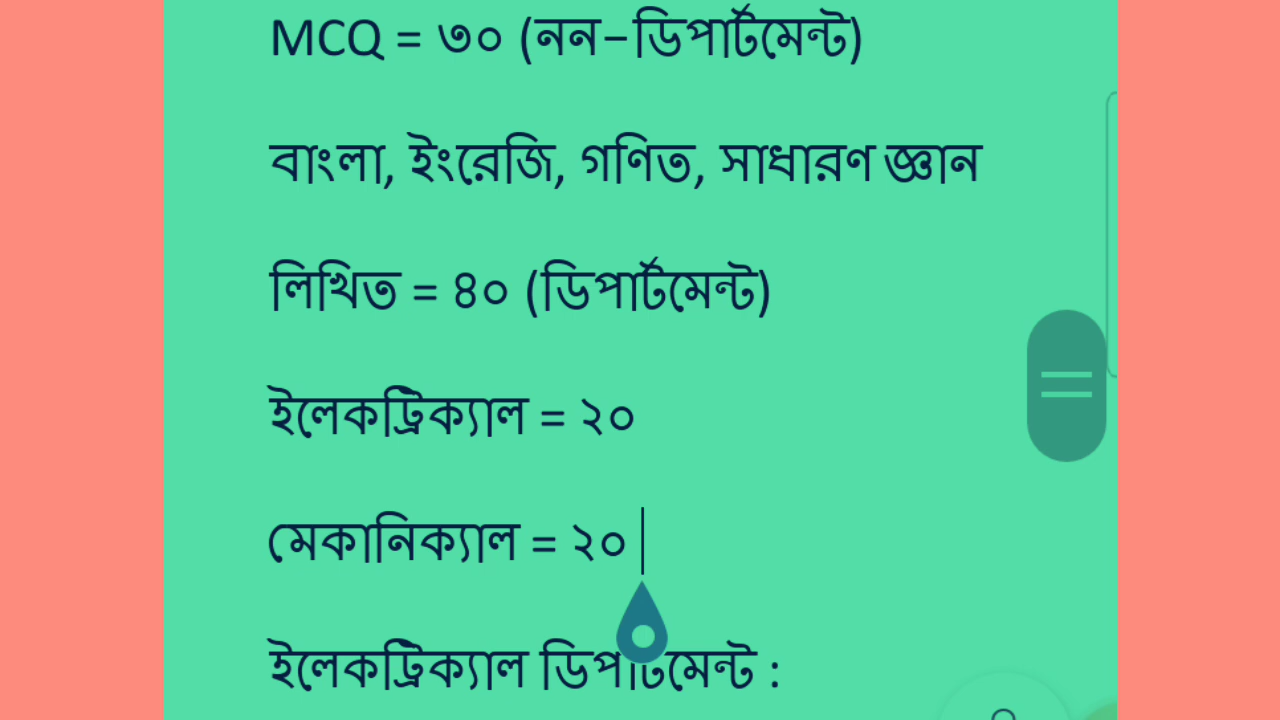 MCQ = ৩০ (নন-ডিপার্টমেন্ট)
বাংলা, ইংরেজি, গণিত, সাধারণ জ্ঞান
লিখিত = ৪০ (ডিপার্টমেন্ট)
ইলেকট্রিক্যাল = ২০
মেকানিক্যাল = ২০
ইলেকট্রিক্যাল ডিপার্টমেন্ট :